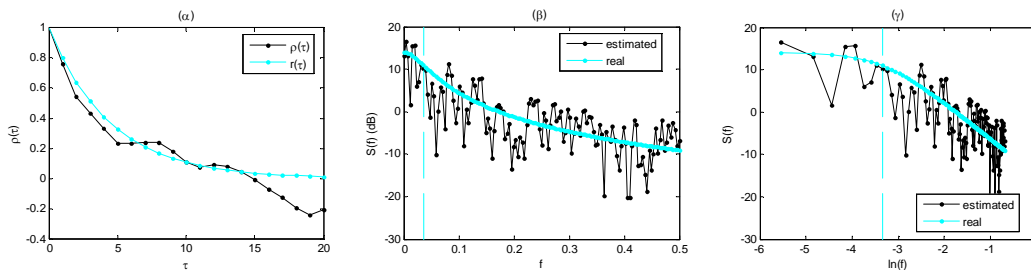 (α)
1
0.8
0.6
0.4
0.2
0
-0.2
-0.4
ρ(τ)
0 5 10 15 20
τ
ρ(τ)
r(τ)
(β)
20
10
0
-10
-20
-30
S(f) (dB)
0 0.1 0.2 0.3 0.4 0.5
f
estimated
real
(γ)
20
10
0
-10
-20
-30
S(f)
-6 -5 -4 -3 -2 -1
ln(f)
estimated
real